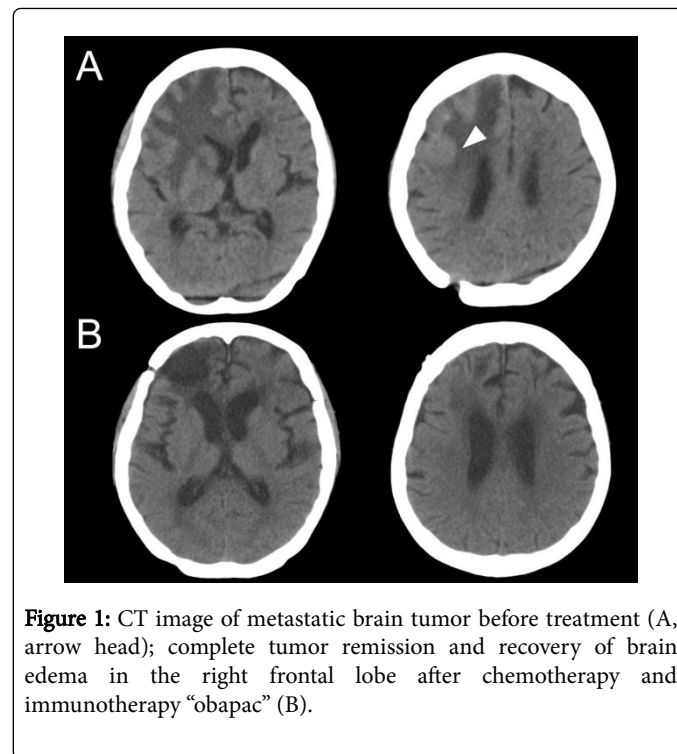 A
B
Figure 1: CT image of metastatic brain tumor before treatment (A,
arrow head); complete tumor remission and recovery of brain
edema in the right frontal lobe after chemotherapy and
immunotherapy “obapac” (B).